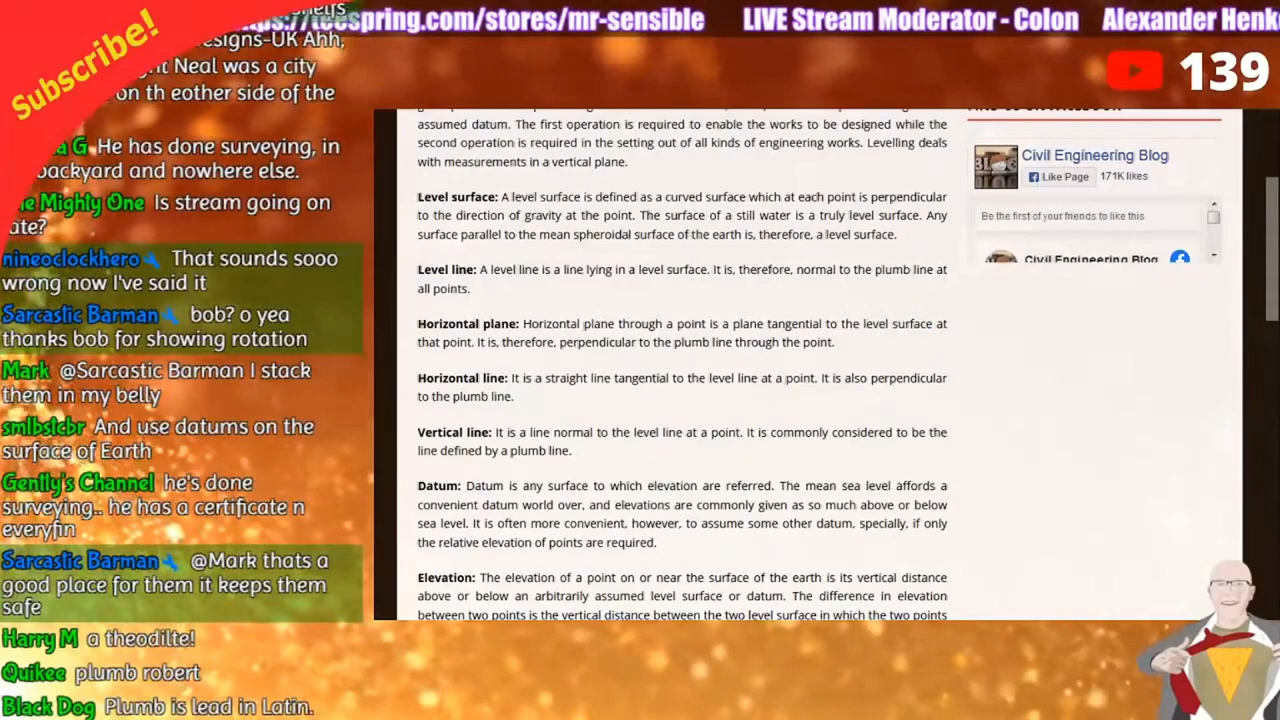 https://teespring.com/stores/mr-sensible LIVE Stream Moderator - Colon Alexander Henk
Subscribe!
139
esigns-UK Ahh,
ht Neal was a city
on th eother side of the
a G He has done surveying, in
backyard and nowhere else.
e Mighty One Is stream going on
ate?
nineoclockhero That sounds sooo
wrong now I've said it
Sarcastic Barman bob? o yea
thanks bob for showing rotation
Mark @Sarcastic Barman I stack
them in my belly
smlbstcbr And use datums on the
surface of Earth
Gently's Channel he's done
surveying.. he has a certificate n
everyfin
Sarcastic Barman @Mark thats a
good place for them it keeps them
safe
Harry M a theodilte!
Quikee plumb robert
Black Dog Plumb is lead in Latin.
assumed datum. The first operation is required to enable the works to be designed while the
second operation is required in the setting out of all kinds of engineering works. Levelling deals
with measurements in a vertical plane.
Level surface: A level surface is defined as a curved surface which at each point is perpendicular
to the direction of gravity at the point. The surface of a still water is a truly level surface. Any
surface parallel to the mean spheroidal surface of the earth is, therefore, a level surface.
Level line: A level line is a line lying in a level surface. It is, therefore, normal to the plumb line at
all points.
Horizontal plane: Horizontal plane through a point is a plane tangential to the level surface at
that point. It is, therefore, perpendicular to the plumb line through the point.
Horizontal line: It is a straight line tangential to the level line at a point. It is also perpendicular
to the plumb line.
Vertical line: It is a line normal to the level line at a point. It is commonly considered to be the
line defined by a plumb line.
Datum: Datum is any surface to which elevation are referred. The mean sea level affords a
convenient datum world over, and elevations are commonly given as so much above or below
sea level. It is often more convenient, however, to assume some other datum, specially, if only
the relative elevation of points are required.
Elevation: The elevation of a point on or near the surface of the earth is its vertical distance
above or below an arbitrarily assumed level surface or datum. The difference in elevation
between two points is the vertical distance between the two level surface in which the two points
BLOG
Civil Engineering Blog
Like Page 171K likes
Be the first of your friends to like this
Civil Engineering Blog